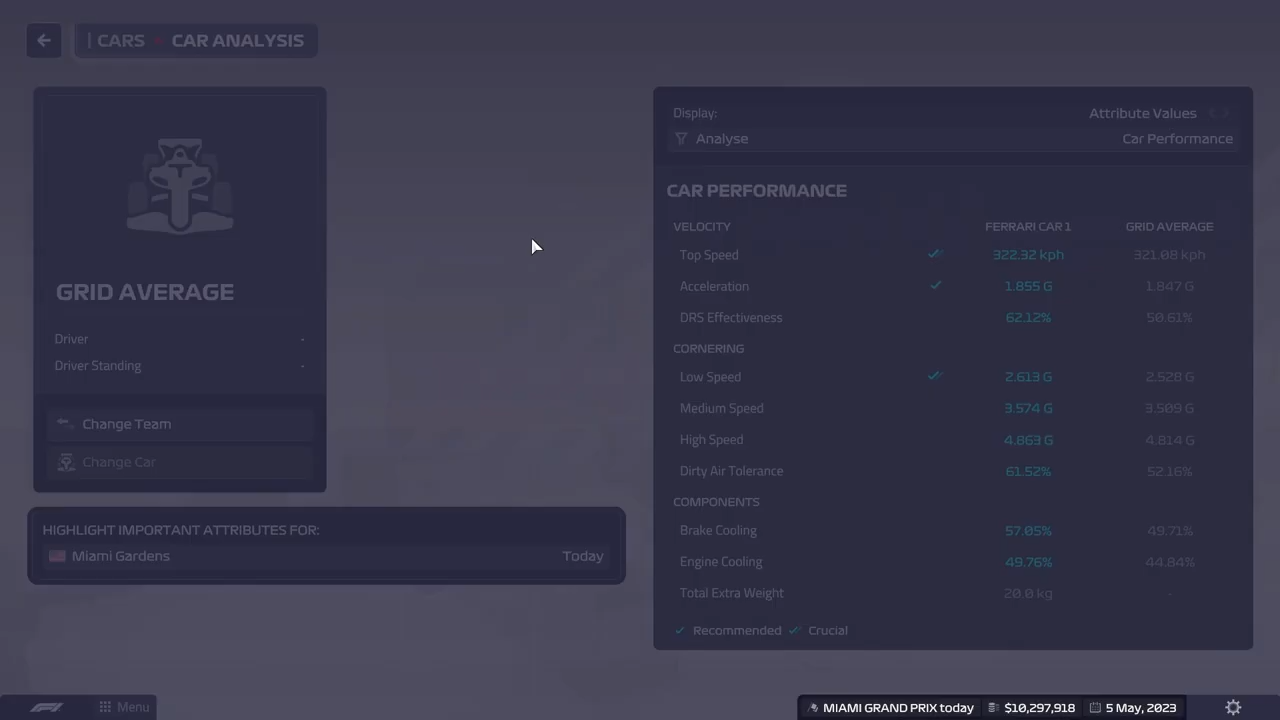 CARS CAR ANALYSIS
GRID AVERAGE
Driver -
Driver Standing -
Change Team
Change Car
HIGHLIGHT IMPORTANT ATTRIBUTES FOR:
Miami Gardens Today
Display: Attribute Values
Analyse Car Performance
CAR PERFORMANCE
VELOCITY FERRARI CAR 1 GRID AVERAGE
Top Speed 322.32 kph 321.08 kph
Acceleration 1.855 G 1.847 G
DRS Effectiveness 62.12% 50.61%
CORNERING
Low Speed 2.613 G 2.528 G
Medium Speed 3.574 G 3.509 G
High Speed 4.863 G 4.814 G
Dirty Air Tolerance 61.52% 52.16%
COMPONENTS
Brake Cooling 57.05% 49.71%
Engine Cooling 49.76% 44.84%
Total Extra Weight 20.0 kg -
Recommended Crucial
F1 Menu MIAMI GRAND PRIX today $10,297,918 5 May, 2023